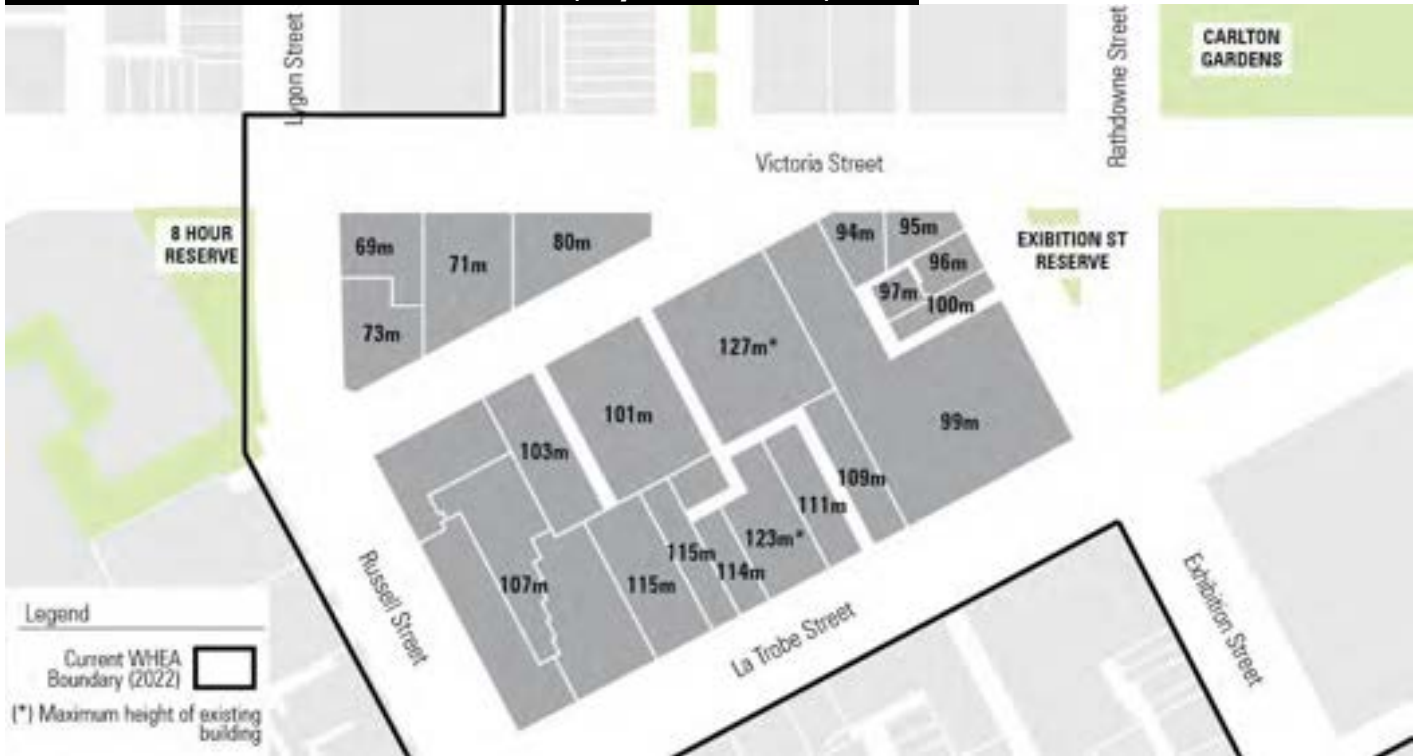 Lygon Street
Rathdowne Street
CARLTON
GARDENS
Victoria Street
8 HOUR
RESERVE
69m
71m
80m
73m
94m
95m
96m
97m
100m
EXIBITION ST
RESERVE
127m*
101m
103m
99m
109m
111m
123m*
115m
114m
115m
107m
Russell Street
La Trobe Street
Exhibition Street
Legend
Current WHEA
Boundary (2022)
(*) Maximum height of existing
building